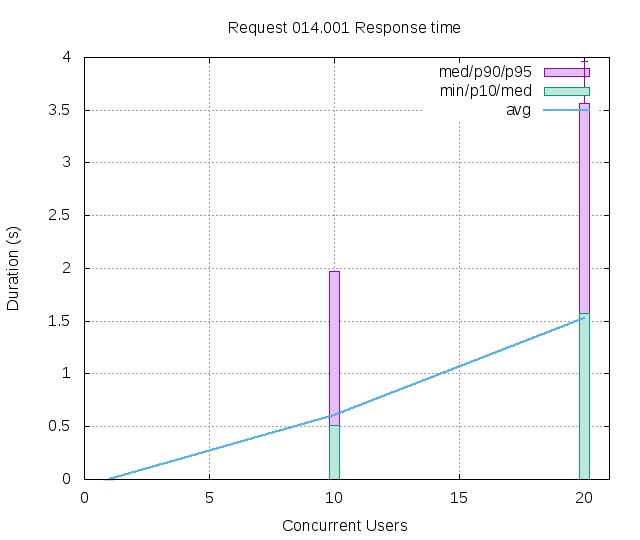 Request 014.001 Response time
med/p90/p95
min/p10/med
avg
4
3.5
3
2.5
2
1.5
1
0.5
0
Duration (s)
0 5 10 15 20
Concurrent Users